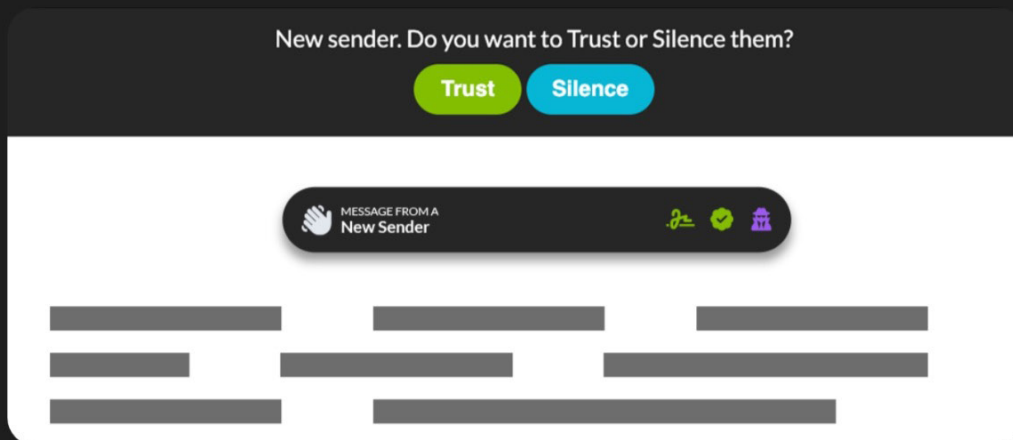 New sender. Do you want to Trust or Silence them?
Trust Silence
MESSAGE FROM A
New Sender